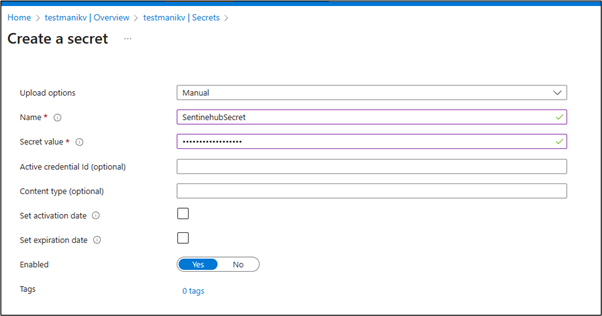 Home > testmanikv | Overview > testmanikv | Secrets >
Create a secret ...
Upload options Manual
Name * SentinehubSecret
Secret value * ••••••••••••••••••
Active credential Id (optional)
Content type (optional)
Set activation date
Set expiration date
Enabled Yes No
Tags 0 tags